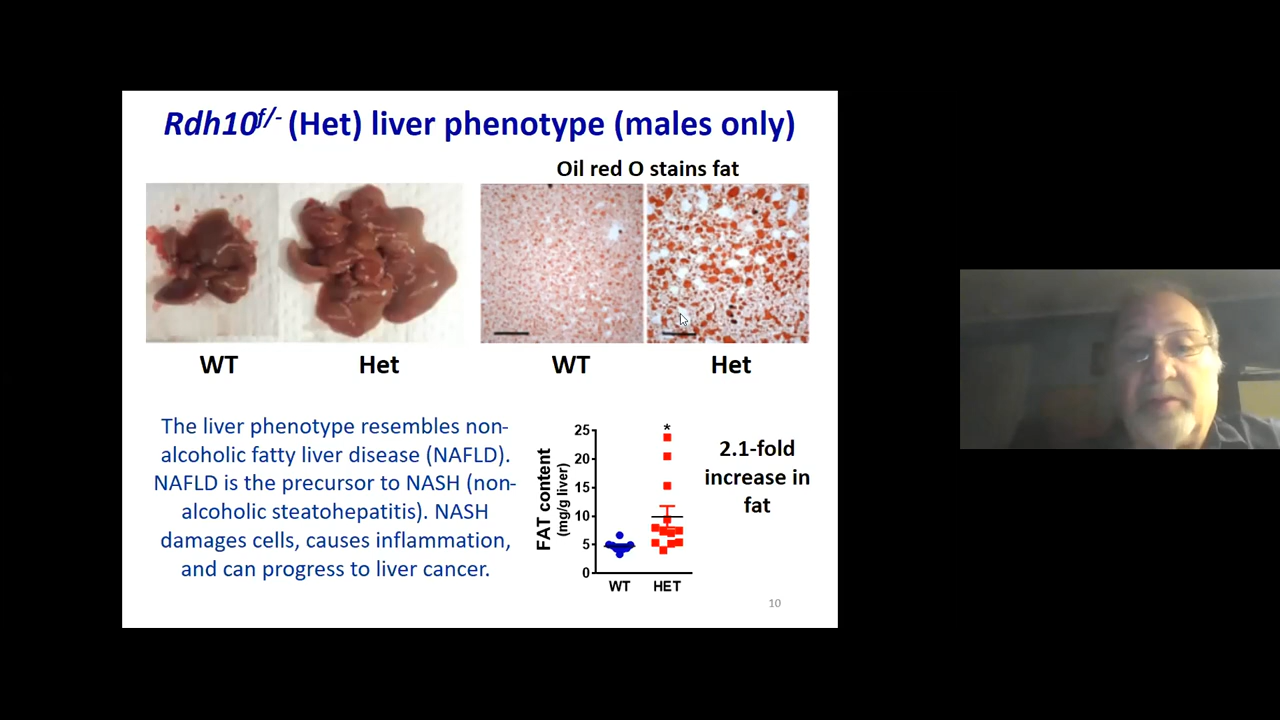 Rdh10f/- (Het) liver phenotype (males only)
Oil red O stains fat
WT
Het
WT
Het
The liver phenotype resembles non-
alcoholic fatty liver disease (NAFLD).
NAFLD is the precursor to NASH (non-
alcoholic steatohepatitis). NASH
damages cells, causes inflammation,
and can progress to liver cancer.
FAT content
(mg/g liver)
25
20
15
10
5
0
*
WT
HET
2.1-fold
increase in
fat
10